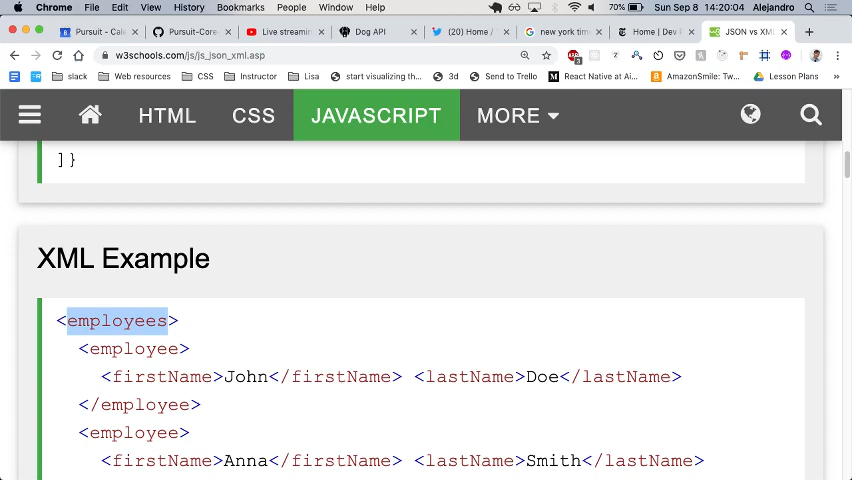 Chrome File Edit View History Bookmarks People Window Help 70% Sun Sep 8 14:20:04 Alejandro
Pursuit - Cale Pursuit-Core Live streami Dog API (20) Home / new york tim Home | Dev JSON vs XM
w3schools.com/js/js_json_xml.asp
slack Web resources CSS Instructor Lisa start visualizing th... 3d Send to Trello React Native at Ai... AmazonSmile: Tw... Lesson Plans
HTML CSS JAVASCRIPT MORE
]}
XML Example
<employees>
<employee>
<firstName>John</firstName> <lastName>Doe</lastName>
</employee>
<employee>
<firstName>Anna</firstName> <lastName>Smith</lastName>